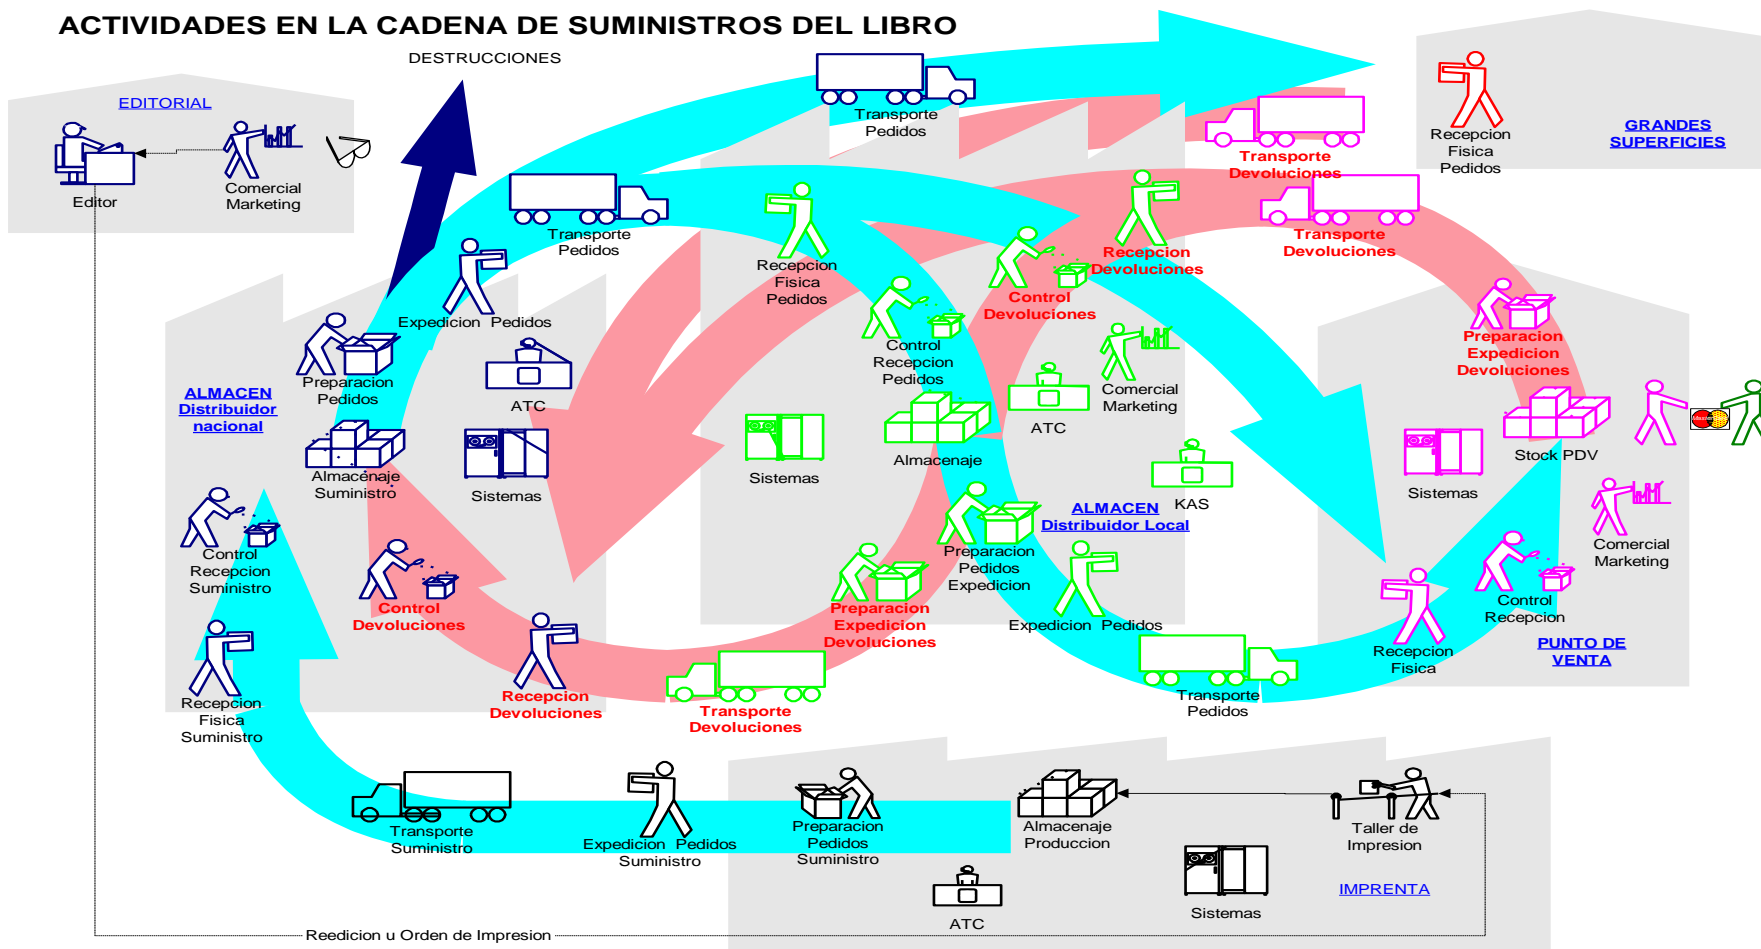 ACTIVIDADES EN LA CADENA DE SUMINISTROS DEL LIBRO
DESTRUCCIONES
EDITORIAL
Editor
Comercial
Marketing
Transporte
Pedidos
Transporte
Devoluciones
Recepcion
Fisica
Pedidos
GRANDES
SUPERFICIES
Transporte
Pedidos
Transporte
Devoluciones
Expedicion Pedidos
Preparacion
Pedidos
ALMACEN
Distribuidor
nacional
ATC
Almacenaje
Suministro
Sistemas
Control
Recepcion
Suministro
Control
Devoluciones
Recepcion
Fisica
Suministro
Recepcion
Devoluciones
Recepcion
Fisica
Pedidos
Recepcion
Devoluciones
Control
Devoluciones
Control
Recepcion
Pedidos
Comercial
Marketing
ATC
Almacenaje
Sistemas
KAS
ALMACEN
Distribuidor Local
Preparacion
Pedidos
Expedicion
Preparacion
Expedicion
Devoluciones
Expedicion Pedidos
Transporte
Devoluciones
Transporte
Pedidos
Preparacion
Expedicion
Devoluciones
Stock PDV
Sistemas
Comercial
Marketing
Control
Recepcion
Recepcion
Fisica
PUNTO DE
VENTA
Transporte
Suministro
Expedicion Pedidos
Suministro
Preparacion
Pedidos
Suministro
Almacenaje
Produccion
Taller de
Impresion
ATC
Sistemas
IMPRENTA
Reedicion u Orden de Impresion